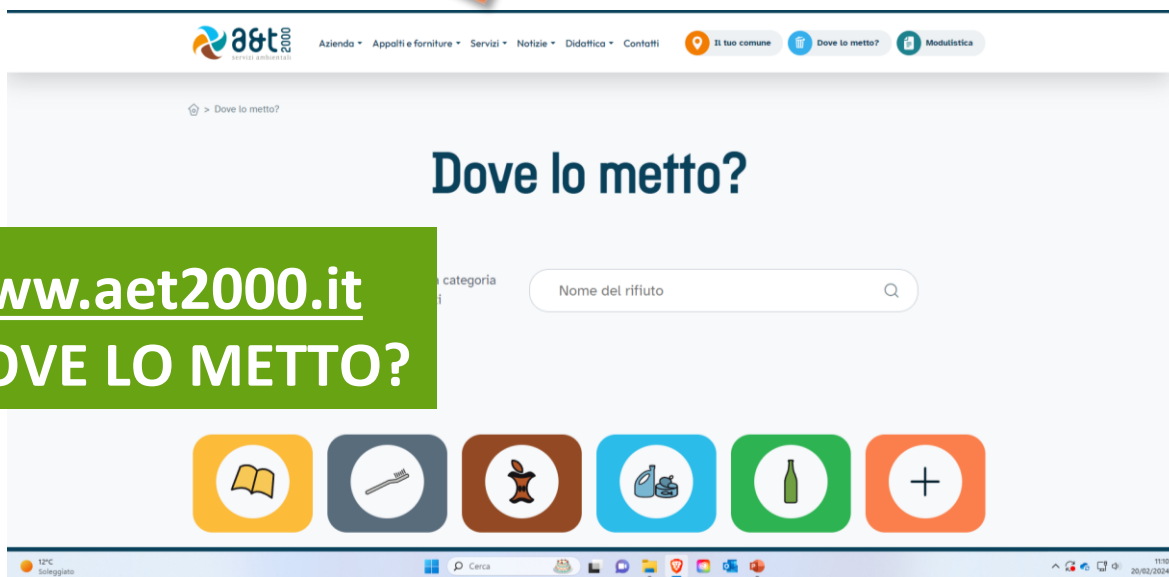 a&t 2000
servizi ambientali
Azienda Appalti e forniture Servizi Notizie Didattica Contatti Il tuo comune Dove lo metto? Modulistica
> Dove lo metto?
Dove lo metto?
categoria
Nome del rifiuto
ww.aet2000.it
OVE LO METTO?
12°C
Soleggiato
Cerca
11:10
20/02/2024